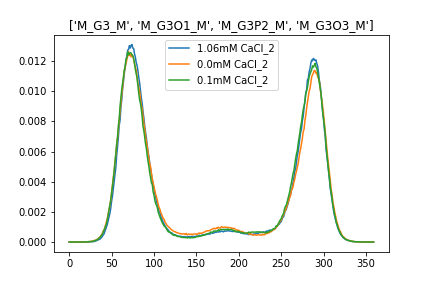 ['M_G3_M', 'M_G3O1_M', 'M_G3P2_M', 'M_G3O3_M']
1.06mM CaCl_2
0.0mM CaCl_2
0.1mM CaCl_2
0.012
0.010
0.008
0.006
0.004
0.002
0.000
0 50 100 150 200 250 300 350